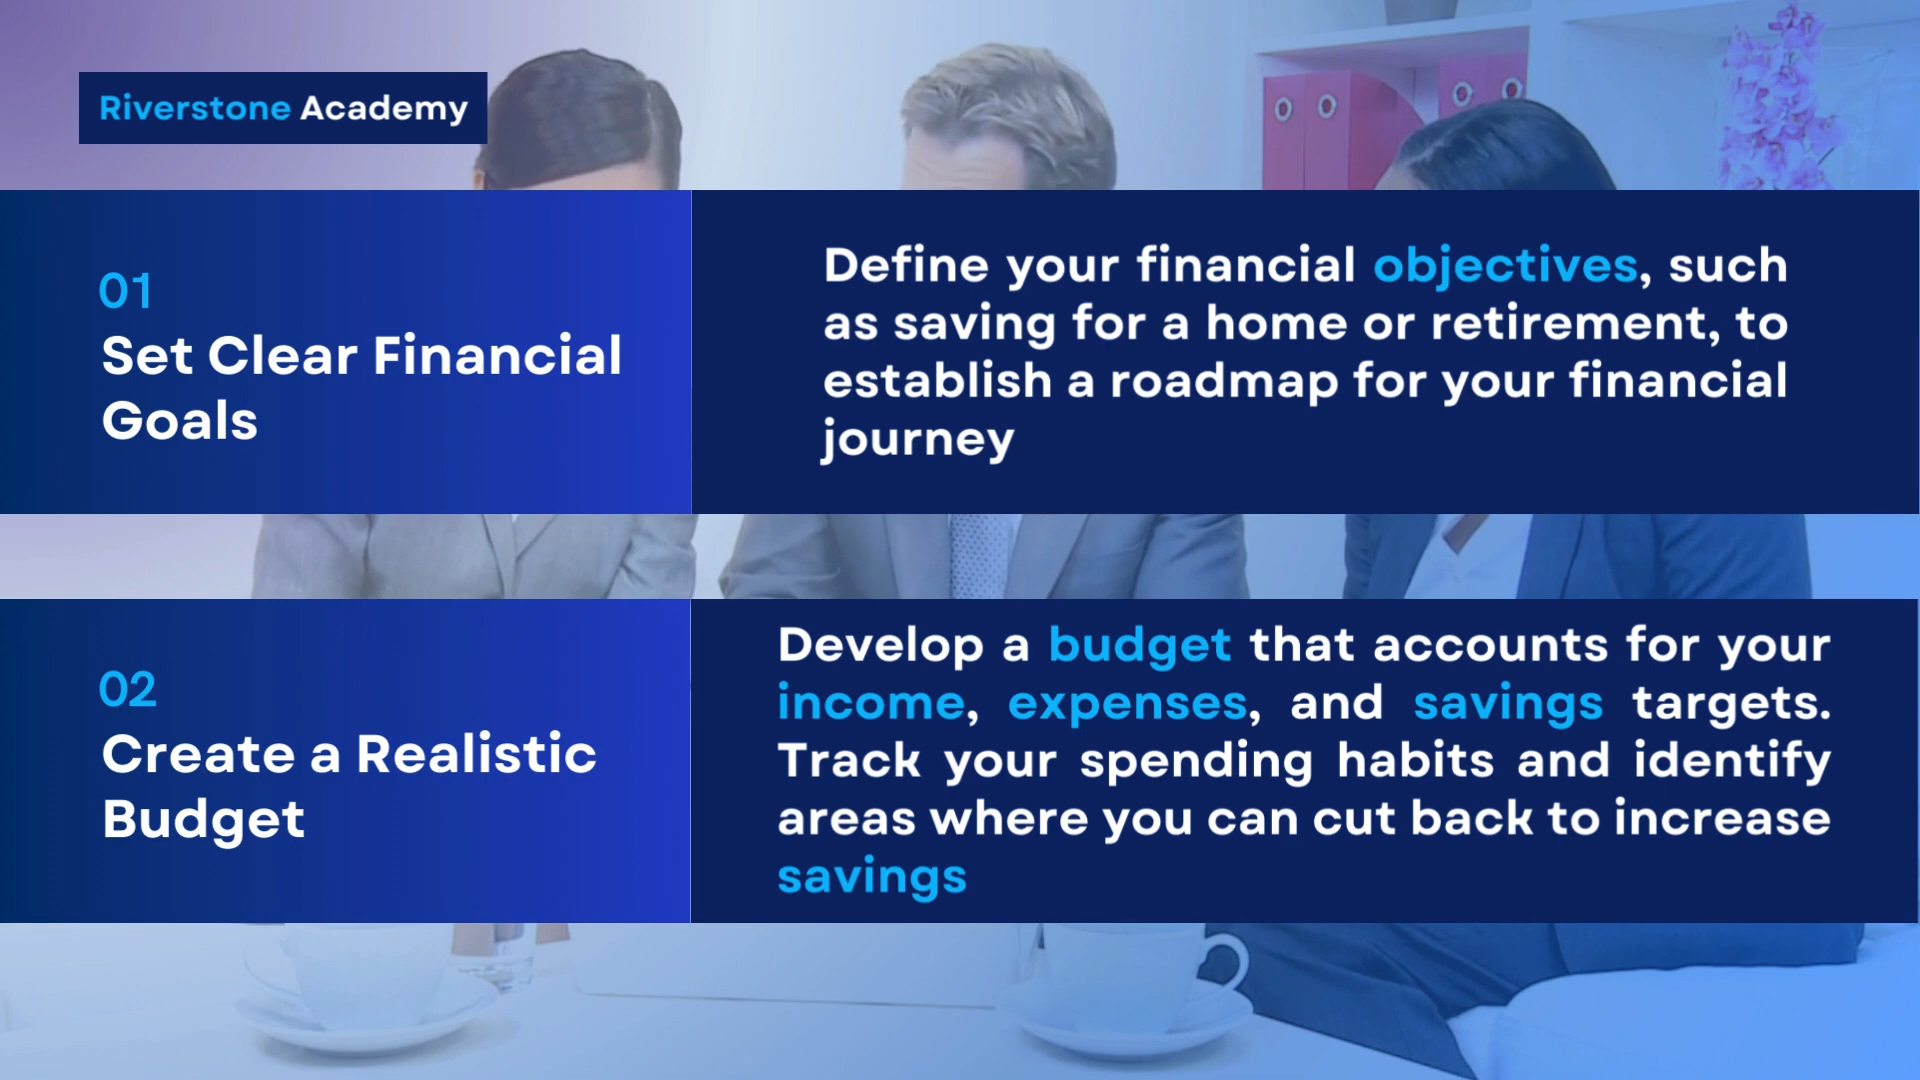 Riverstone Academy
01
Set Clear Financial
Goals
Define your financial objectives, such
as saving for a home or retirement, to
establish a roadmap for your financial
journey
02
Create a Realistic
Budget
Develop a budget that accounts for your
income, expenses, and savings targets.
Track your spending habits and identify
areas where you can cut back to increase
savings